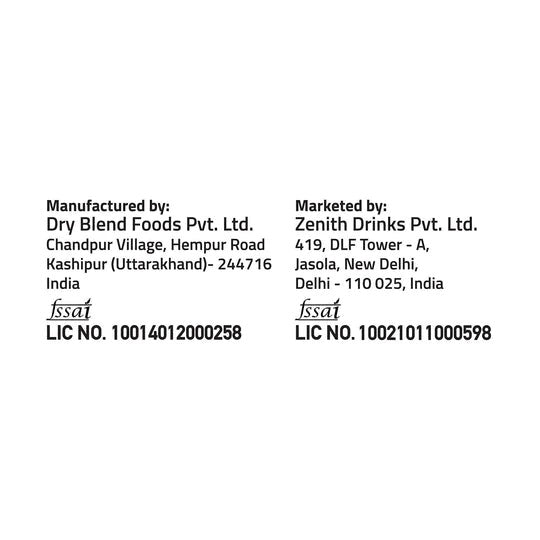 Manufactured by:
Dry Blend Foods Pvt. Ltd.
Chandpur Village, Hempur Road
Kashipur (Uttarakhand)- 244716
India
fssai
LIC NO. 10014012000258
Marketed by:
Zenith Drinks Pvt. Ltd.
419, DLF Tower - A,
Jasola, New Delhi,
Delhi - 110 025, India
fssai
LIC NO. 10021011000598